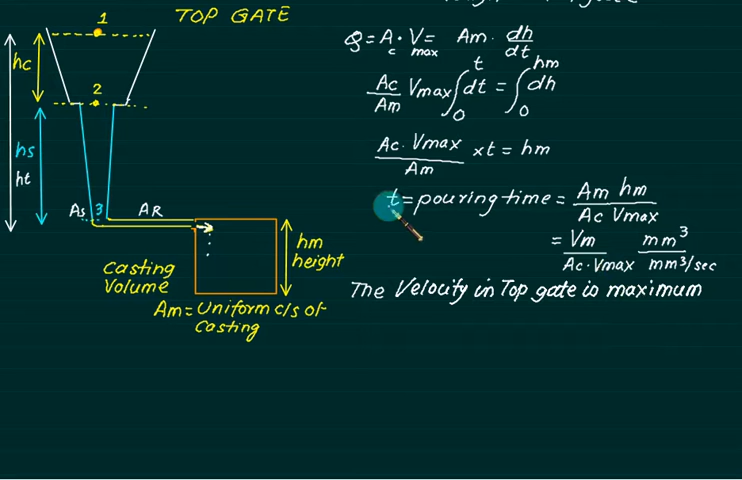 TOP GATE
1
hc
2
hs
ht
As 3
AR
hm
height
Casting
Volume
Am = Uniform c/s of
Casting
Q = Ac · Vmax = Am · dh/dt
Ac/Am Vmax ∫₀ᵗ dt = ∫₀ʰᵐ dh
Ac · Vmax/Am × t = hm
t = pouring time = Am hm/Ac Vmax
= Vm/Ac · Vmax mm³/mm³/sec
The Velocity in Top gate is maximum